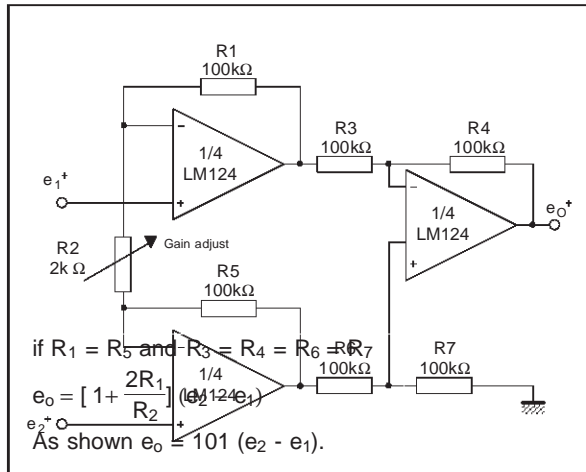 R1
100kΩ
R3
100kΩ
R4
100kΩ
1/4
LM124
e1+
1/4
LM124
eO+
R2
2k Ω
Gain adjust
R5
100kΩ
if R1 = R5 and R3 = R4 = R6 = R7
R6
100kΩ
R7
100kΩ
1/4
LM124
eo = [ 1+ 2R1/R2 ] (e2 - e1)
e2+
As shown eo = 101 (e2 - e1).